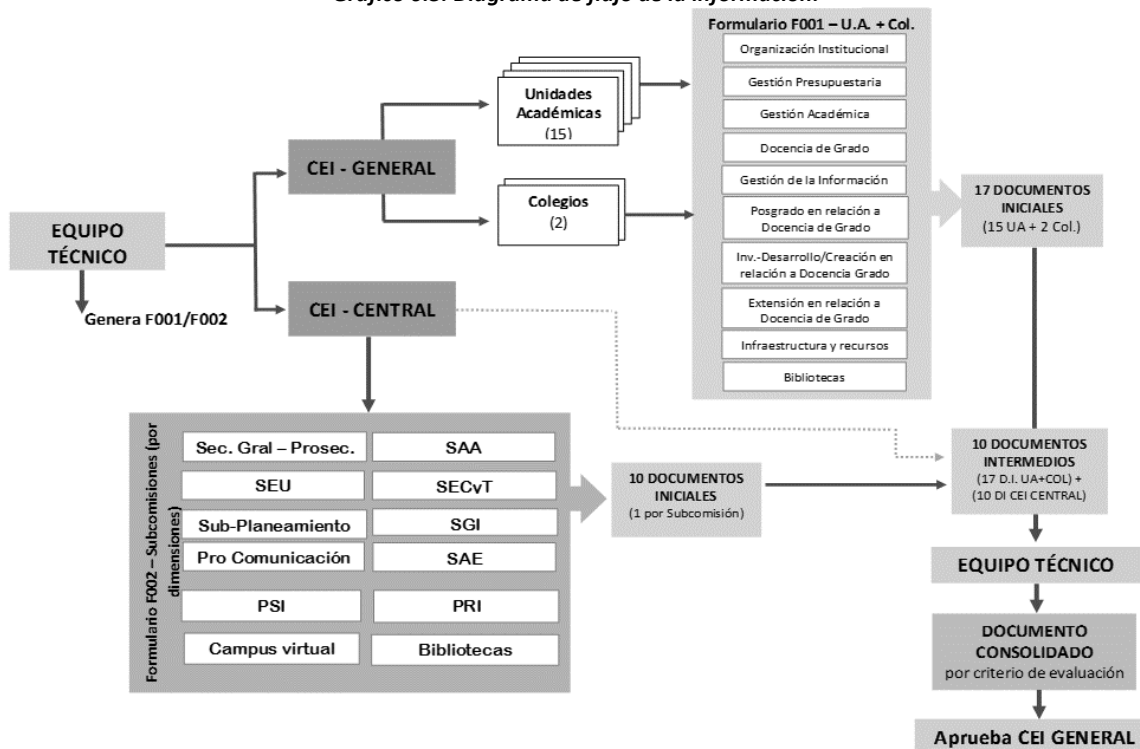 Formulario F001 – U.A. + Col.
Organización Institucional
Gestión Presupuestaria
Gestión Académica
Docencia de Grado
Gestión de la Información
Posgrado en relación a
Docencia de Grado
Inv.-Desarrollo/Creación en
relación a Docencia Grado
Extensión en relación a
Docencia de Grado
Infraestructura y recursos
Bibliotecas
Unidades
Académicas
(15)
Colegios
(2)
CEI - GENERAL
CEI - CENTRAL
EQUIPO
TÉCNICO
Genera F001/F002
17 DOCUMENTOS
INICIALES
(15 UA + 2 Col.)
Formulario F002 – Subcomisiones (por
dimensiones)
Sec. Gral – Prosec.
SAA
SEU
SECyT
Sub-Planeamiento
SGI
Pro Comunicación
SAE
PSI
PRI
Campus virtual
Bibliotecas
10 DOCUMENTOS
INICIALES
(1 por Subcomisión)
10 DOCUMENTOS
INTERMEDIOS
(17 D.I. UA+COL) +
(10 DI CEI CENTRAL)
EQUIPO TÉCNICO
DOCUMENTO
CONSOLIDADO
por criterio de evaluación
Aprueba CEI GENERAL